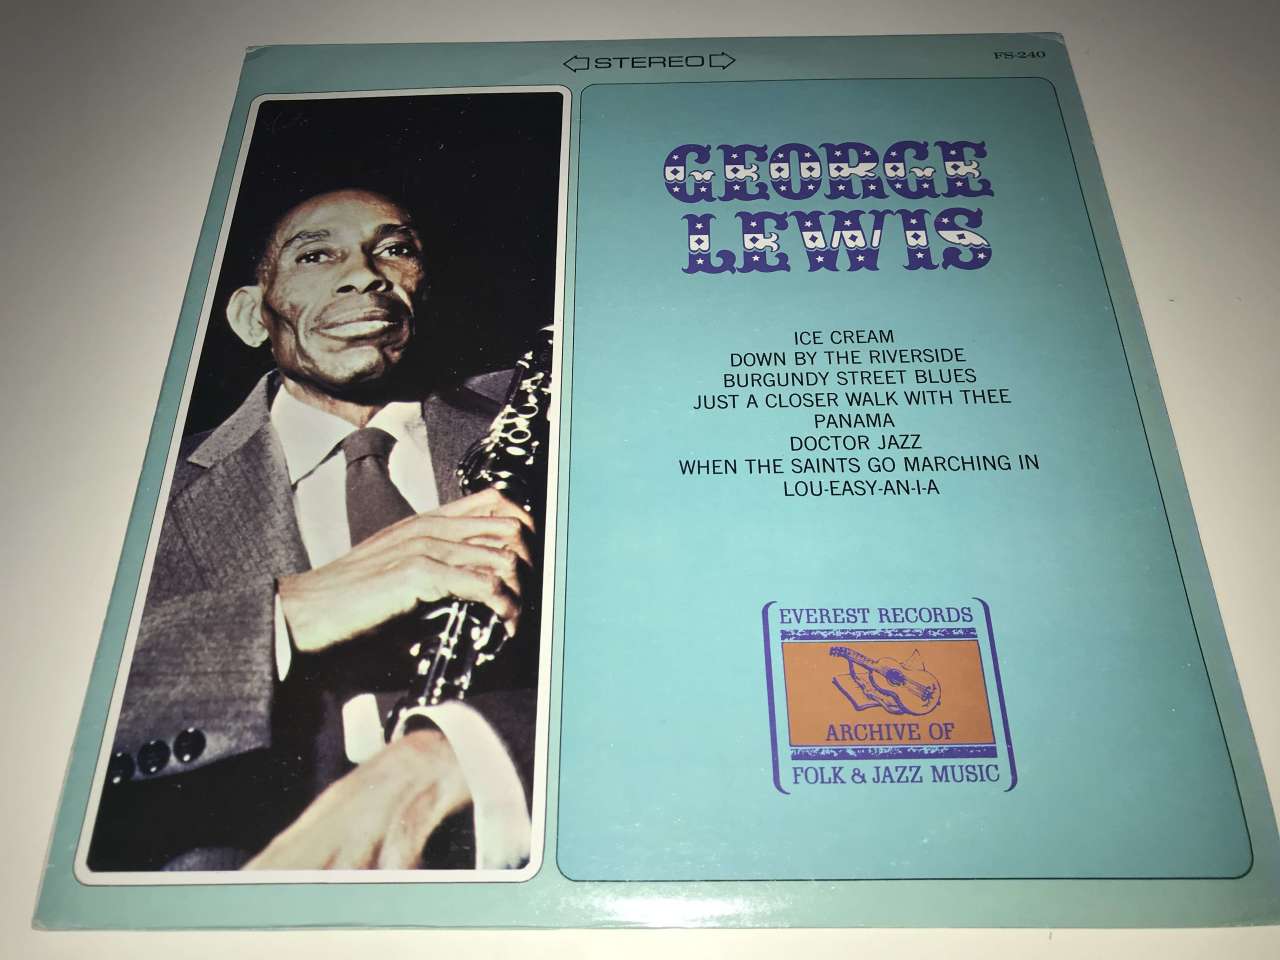 STEREO
FS-240
GEORGE
LEWIS
ICE CREAM
DOWN BY THE RIVERSIDE
BURGUNDY STREET BLUES
JUST A CLOSER WALK WITH THEE
PANAMA
DOCTOR JAZZ
WHEN THE SAINTS GO MARCHING IN
LOU-EASY-AN-I-A
EVEREST RECORDS
ARCHIVE OF
FOLK & JAZZ MUSIC